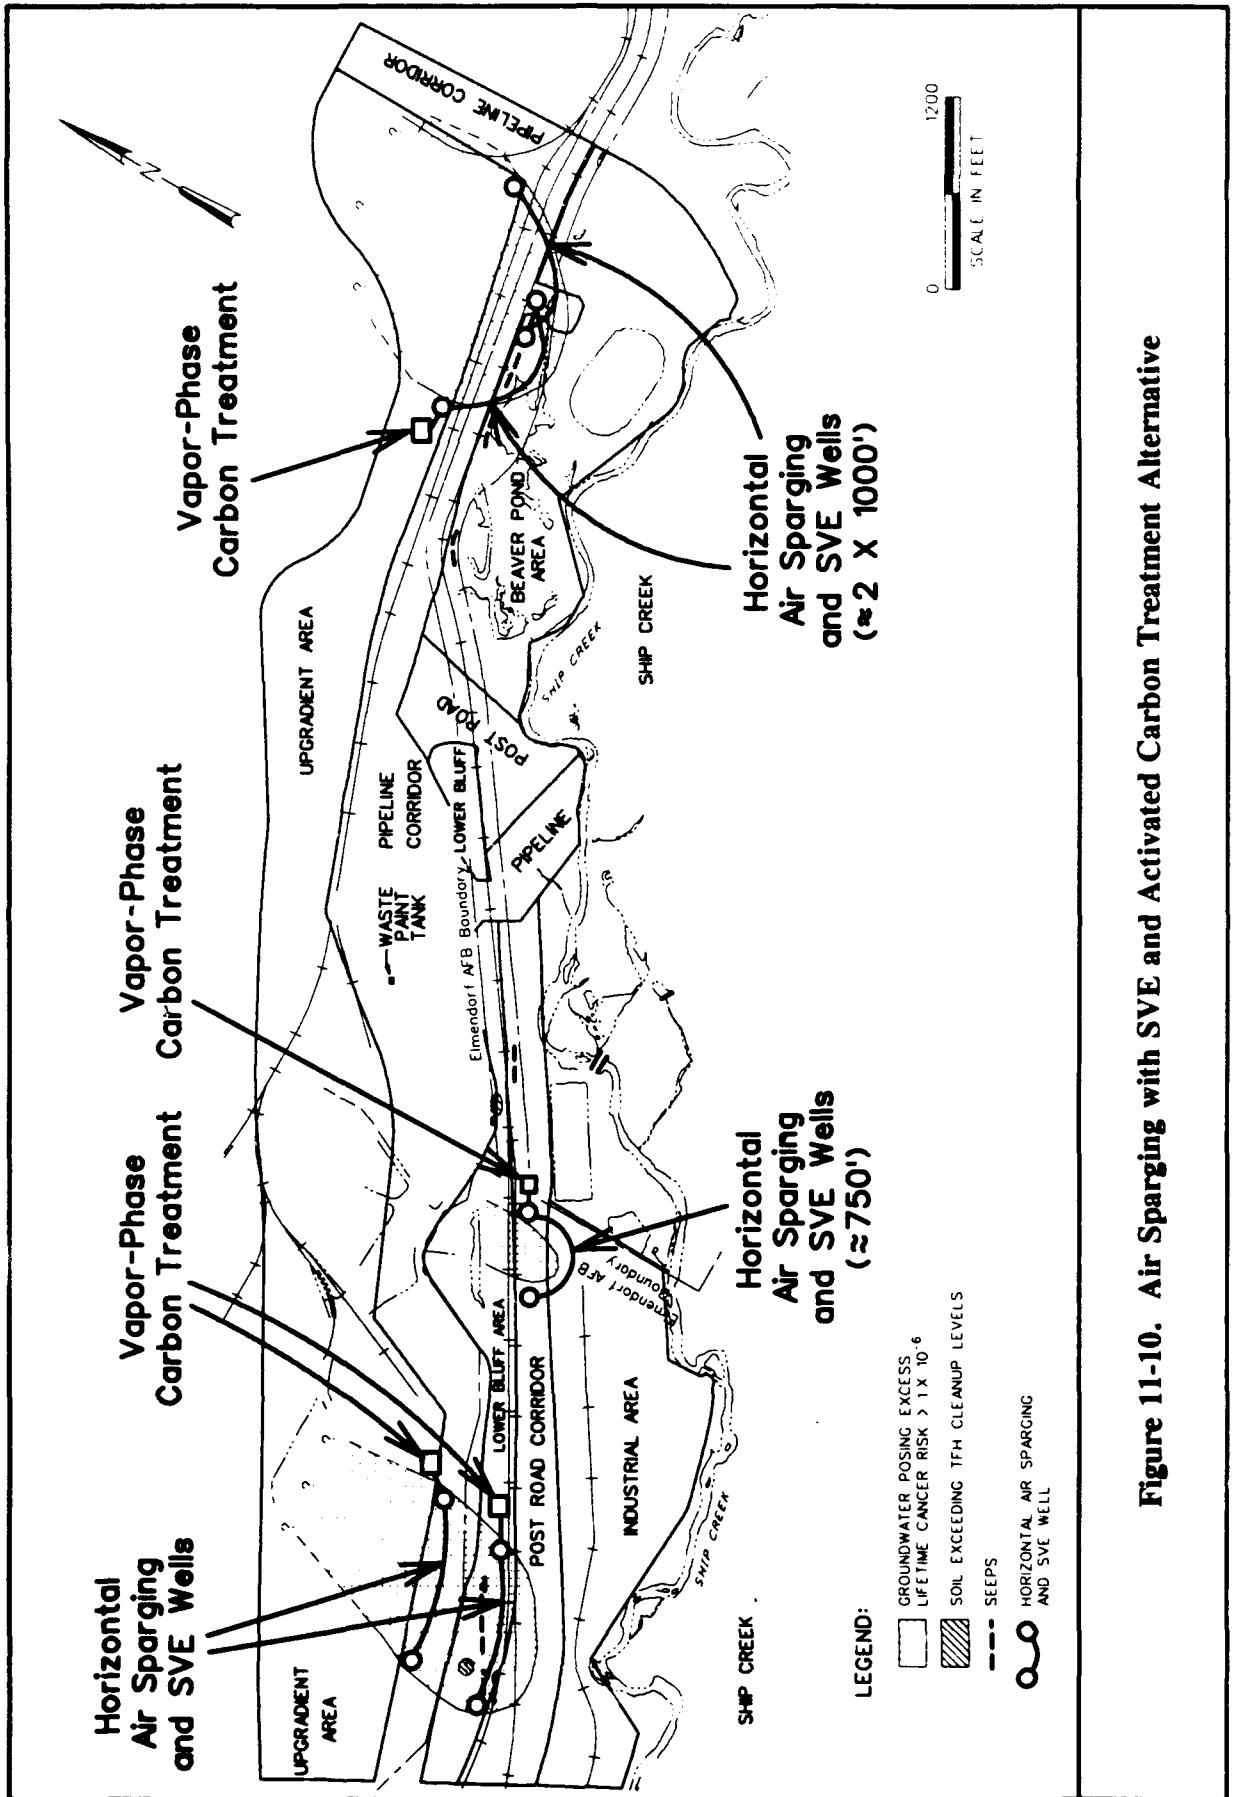 PIPELINE CORRIDOR
N
Vapor-Phase
Carbon Treatment
Vapor-Phase
Carbon Treatment
Vapor-Phase
Carbon Treatment
Horizontal
Air Sparging
and SVE Wells
UPGRADIENT AREA
UPGRADIENT
AREA
PIPELINE
CORRIDOR
WASTE
PAINT
TANK
Elmendorf AFB Boundary
LOWER BLUFF
POST ROAD
PIPELINE
BEAVER POND
AREA
SHIP CREEK
SHIP CREEK
LOWER BLUFF AREA
POST ROAD CORRIDOR
INDUSTRIAL AREA
Elmendorf AFB
Boundary
SHIP CREEK
SHIP CREEK
?
?
?
?
?
?
Horizontal
Air Sparging
and SVE Wells
(≈2 X 1000')
Horizontal
Air Sparging
and SVE Wells
(≈750')
0 1200
SCALE IN FEET
LEGEND:
GROUNDWATER POSING EXCESS
LIFETIME CANCER RISK > 1 X 10⁻⁶
SOIL EXCEEDING TFH CLEANUP LEVELS
SEEPS
HORIZONTAL AIR SPARGING
AND SVE WELL
Figure 11-10. Air Sparging with SVE and Activated Carbon Treatment Alternative